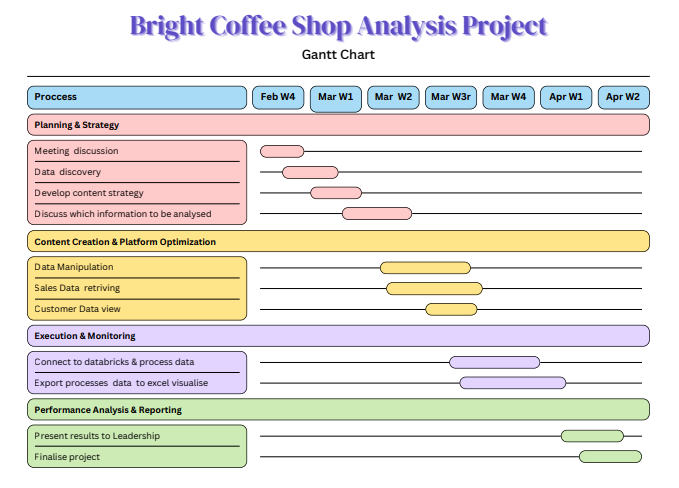 Bright Coffee Shop Analysis Project
Gantt Chart
Proccess Feb W4 Mar W1 Mar W2 Mar W3r Mar W4 Apr W1 Apr W2
Planning & Strategy
Meeting discussion
Data discovery
Develop content strategy
Discuss which information to be analysed
Content Creation & Platform Optimization
Data Manipulation
Sales Data retriving
Customer Data view
Execution & Monitoring
Connect to databricks & process data
Export processes data to excel visualise
Performance Analysis & Reporting
Present results to Leadership
Finalise project